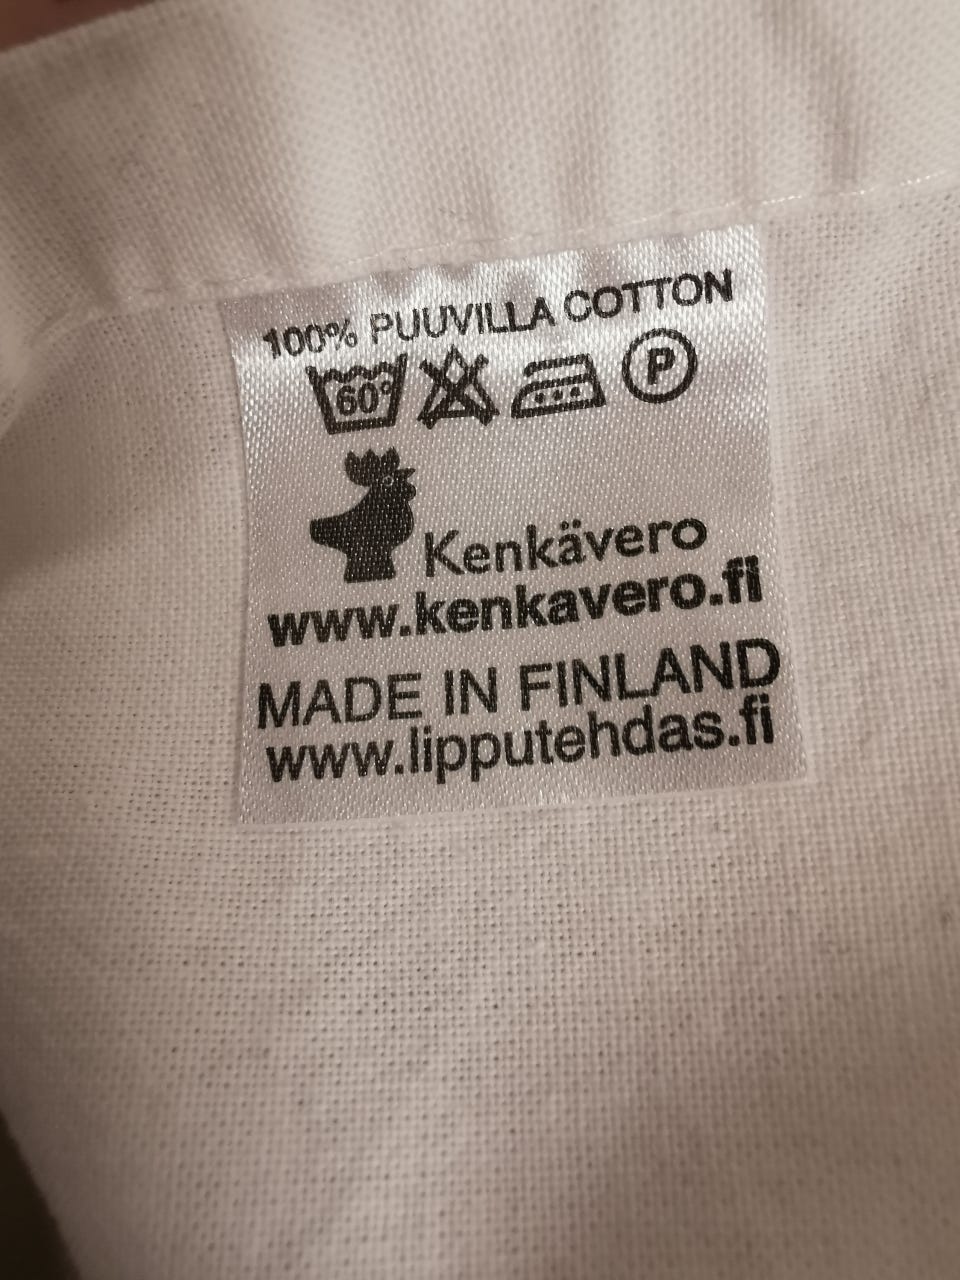 100% PUUVILLA COTTON
60° P
Kenkävero
www.kenkavero.fi
MADE IN FINLAND
www.lipputehdas.fi